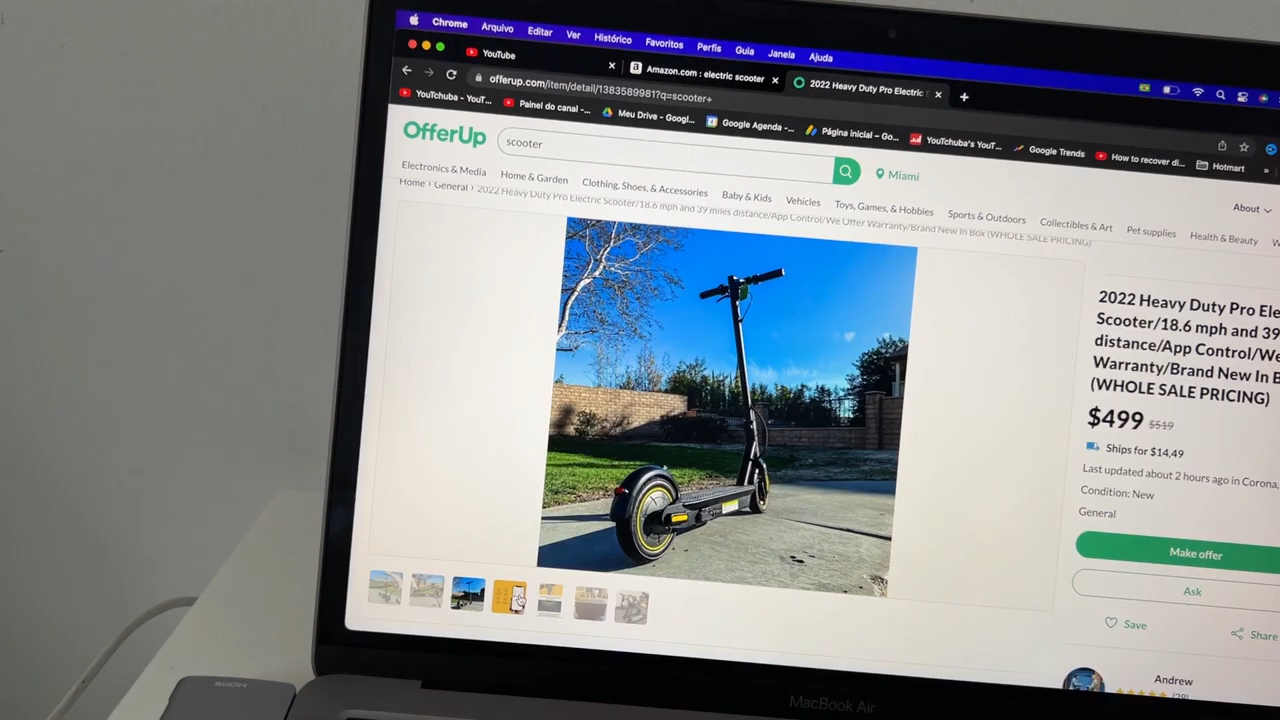 Chrome Arquivo Editar Ver Histórico Favoritos Perfis Guia Janela Ajuda
YouTube
Amazon.com : electric scooter
2022 Heavy Duty Pro Electric
offerup.com/item/detail/1383589981?q=scooter+
YouTchuba - YouT...
Painel do canal -...
Meu Drive - Googl...
Google Agenda -...
Página inicial – Go...
YouTchuba's YouT...
Google Trends
How to recover di...
Hotmart
OfferUp
scooter
Miami
About
Electronics & Media
Home & Garden
Clothing, Shoes, & Accessories
Baby & Kids
Vehicles
Toys, Games, & Hobbies
Sports & Outdoors
Collectibles & Art
Pet supplies
Health & Beauty
Home › General › 2022 Heavy Duty Pro Electric Scooter/18.6 mph and 39 miles distance/App Control/We Offer Warranty/Brand New In Box (WHOLE SALE PRICING)
2022 Heavy Duty Pro Ele
Scooter/18.6 mph and 39
distance/App Control/We
Warranty/Brand New In B
(WHOLE SALE PRICING)
$499 $519
Ships for $14,49
Last updated about 2 hours ago in Corona,
Condition: New
General
Make offer
Ask
Save
Share
Andrew
MacBook Air